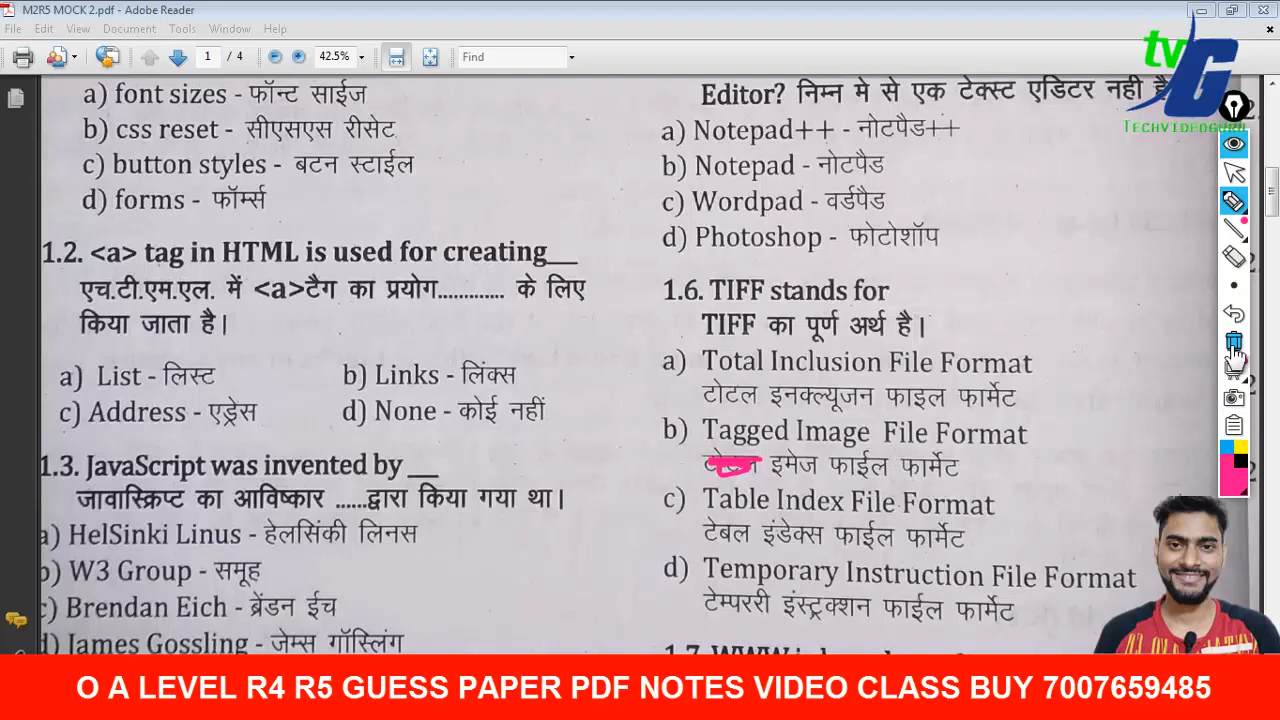 M2R5 MOCK 2.pdf - Adobe Reader
File Edit View Document Tools Window Help
1 / 4 42.5% Find
tv G
TECHVIDEOGURU
a) font sizes - फॉन्ट साईज
b) css reset - सीएसएस रीसेट
c) button styles - बटन स्टाईल
d) forms - फॉर्म्स
1.2. <a> tag in HTML is used for creating__
एच.टी.एम.एल. में <a>टैग का प्रयोग............. के लिए
किया जाता है।
a) List - लिस्ट b) Links - लिंक्स
c) Address - एड्रेस d) None - कोई नहीं
1.3. JavaScript was invented by __
जावास्क्रिप्ट का आविष्कार ......द्वारा किया गया था।
a) HelSinki Linus - हेलसिंकी लिनस
b) W3 Group - समूह
c) Brendan Eich - ब्रेंडन ईच
d) James Gossling - जेम्स गॉस्लिंग
Editor? निम्न मे से एक टेक्स्ट एडिटर नही है
a) Notepad++ - नोटपैड++
b) Notepad - नोटपैड
c) Wordpad - वर्डपैड
d) Photoshop - फोटोशॉप
1.6. TIFF stands for
TIFF का पूर्ण अर्थ है।
a) Total Inclusion File Format
टोटल इनक्ल्यूजन फाइल फार्मेट
b) Tagged Image File Format
इमेज फाईल फार्मेट
c) Table Index File Format
टेबल इंडेक्स फाईल फार्मेट
d) Temporary Instruction File Format
टेम्पररी इंस्ट्रक्शन फाईल फार्मेट
O A LEVEL R4 R5 GUESS PAPER PDF NOTES VIDEO CLASS BUY 7007659485